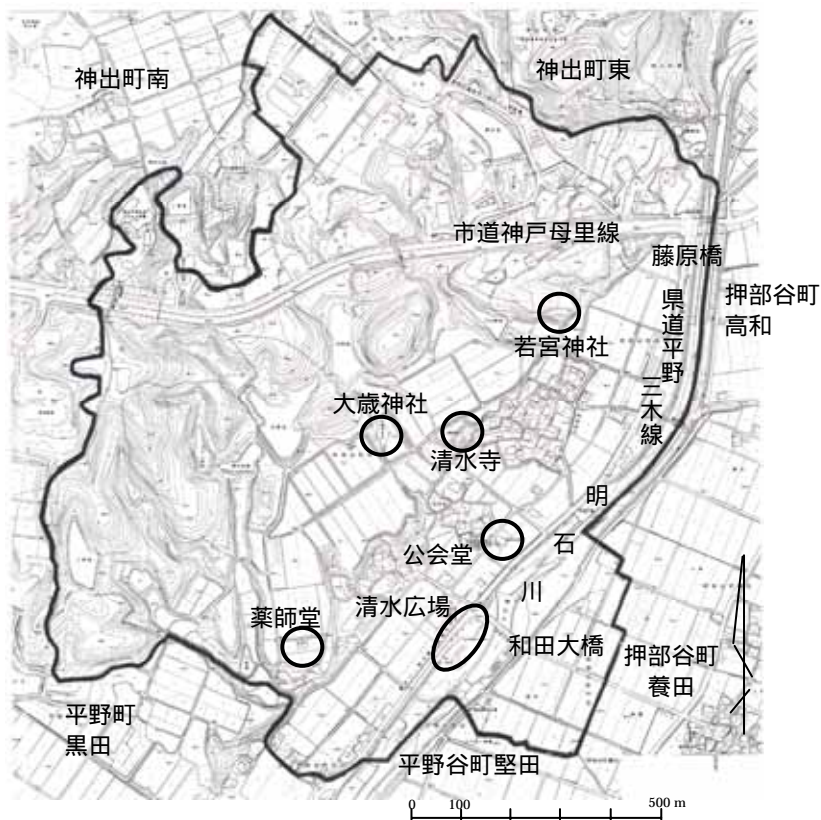 神出町南
神出町東
市道神戸母里線
藤原橋
県道平野三木線
押部谷町
高和
若宮神社
大歳神社
清水寺
明石川
公会堂
清水広場
薬師堂
和田大橋
押部谷町
養田
平野町
黒田
平野谷町堅田
0 100 500 m